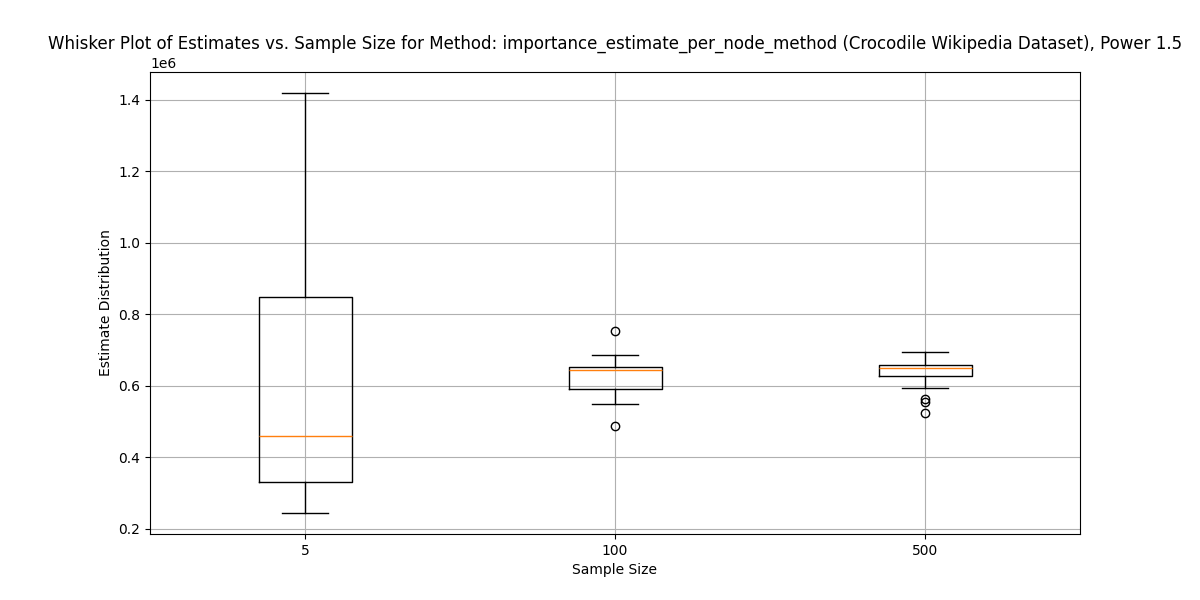 Whisker Plot of Estimates vs. Sample Size for Method: importance_estimate_per_node_method (Crocodile Wikipedia Dataset), Power 1.5
1e6
1.4
1.2
1.0
0.8
0.6
0.4
0.2
Estimate Distribution
5 100 500
Sample Size